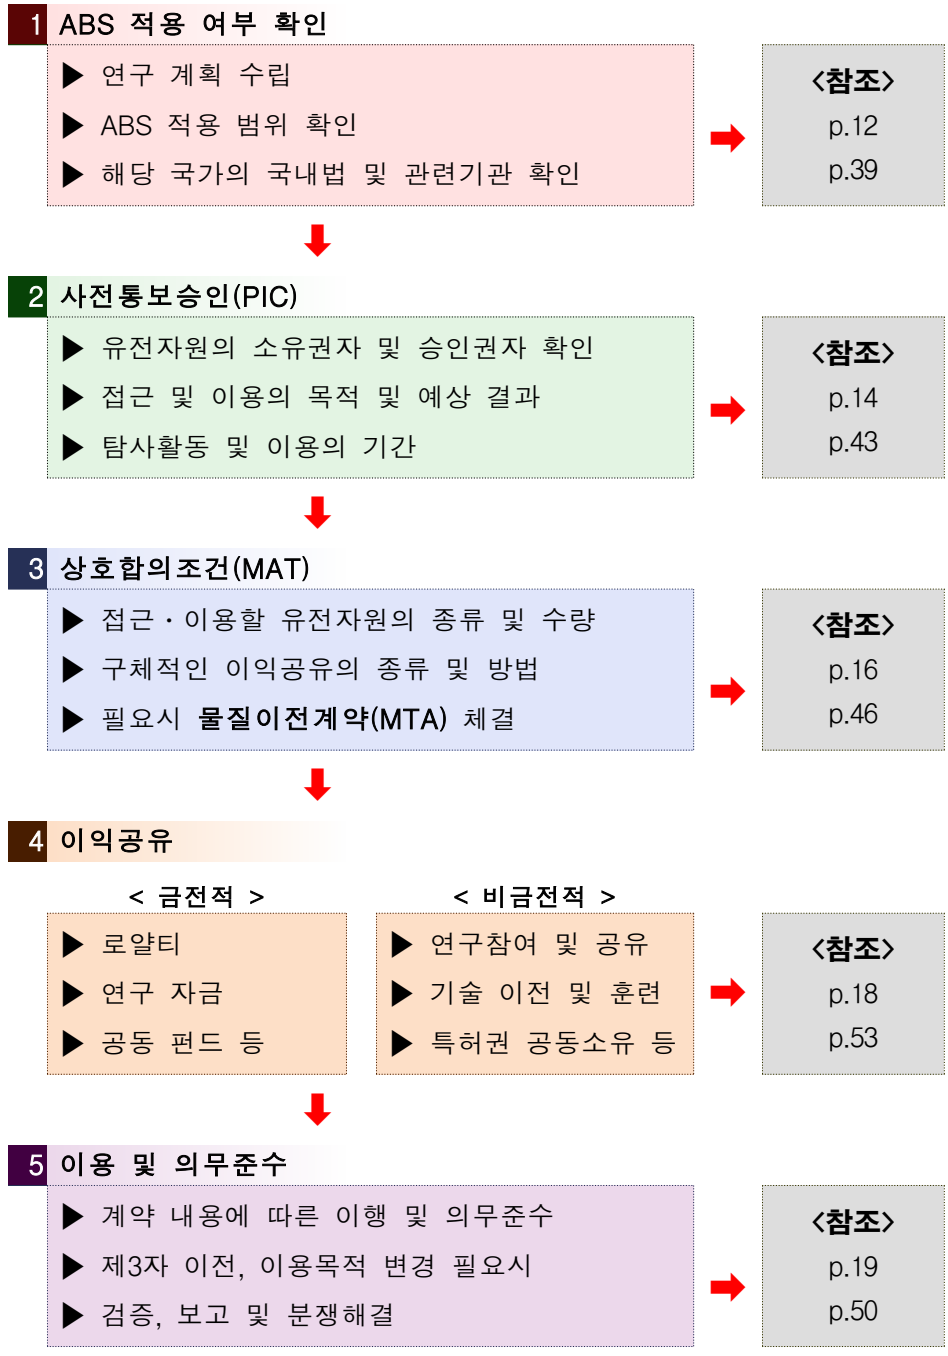 1 ABS 적용 여부 확인
▶ 연구 계획 수립
▶ ABS 적용 범위 확인
▶ 해당 국가의 국내법 및 관련기관 확인
<참조>
p.12
p.39
2 사전통보승인(PIC)
▶ 유전자원의 소유권자 및 승인권자 확인
▶ 접근 및 이용의 목적 및 예상 결과
▶ 탐사활동 및 이용의 기간
<참조>
p.14
p.43
3 상호합의조건(MAT)
▶ 접근·이용할 유전자원의 종류 및 수량
▶ 구체적인 이익공유의 종류 및 방법
▶ 필요시 물질이전계약(MTA) 체결
<참조>
p.16
p.46
4 이익공유
< 금전적 >
▶ 로얄티
▶ 연구 자금
▶ 공동 펀드 등
< 비금전적 >
▶ 연구참여 및 공유
▶ 기술 이전 및 훈련
▶ 특허권 공동소유 등
<참조>
p.18
p.53
5 이용 및 의무준수
▶ 계약 내용에 따른 이행 및 의무준수
▶ 제3자 이전, 이용목적 변경 필요시
▶ 검증, 보고 및 분쟁해결
<참조>
p.19
p.50